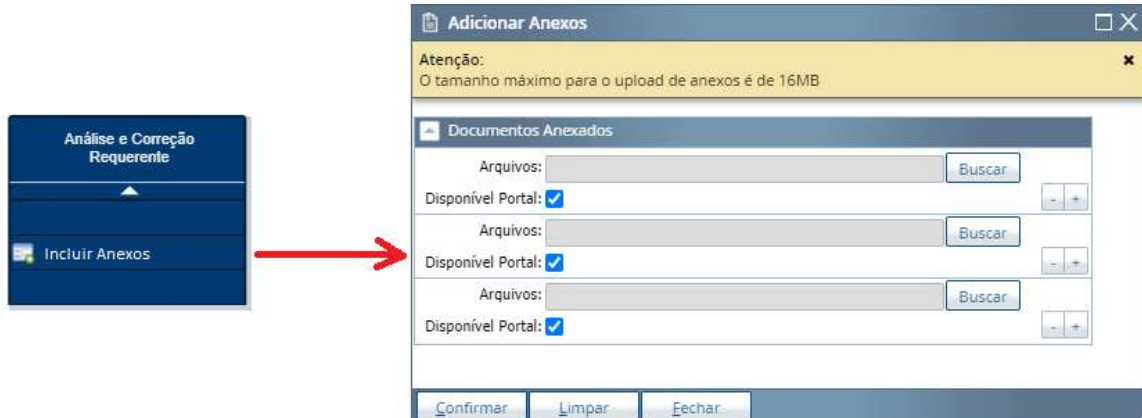 Análise e Correção
Requerente
Incluir Anexos
Adicionar Anexos
Atenção:
O tamanho máximo para o upload de anexos é de 16MB
Documentos Anexados
Arquivos: Buscar
Disponível Portal: - +
Arquivos: Buscar
Disponível Portal: - +
Arquivos: Buscar
Disponível Portal: - +
Confirmar Limpar Fechar